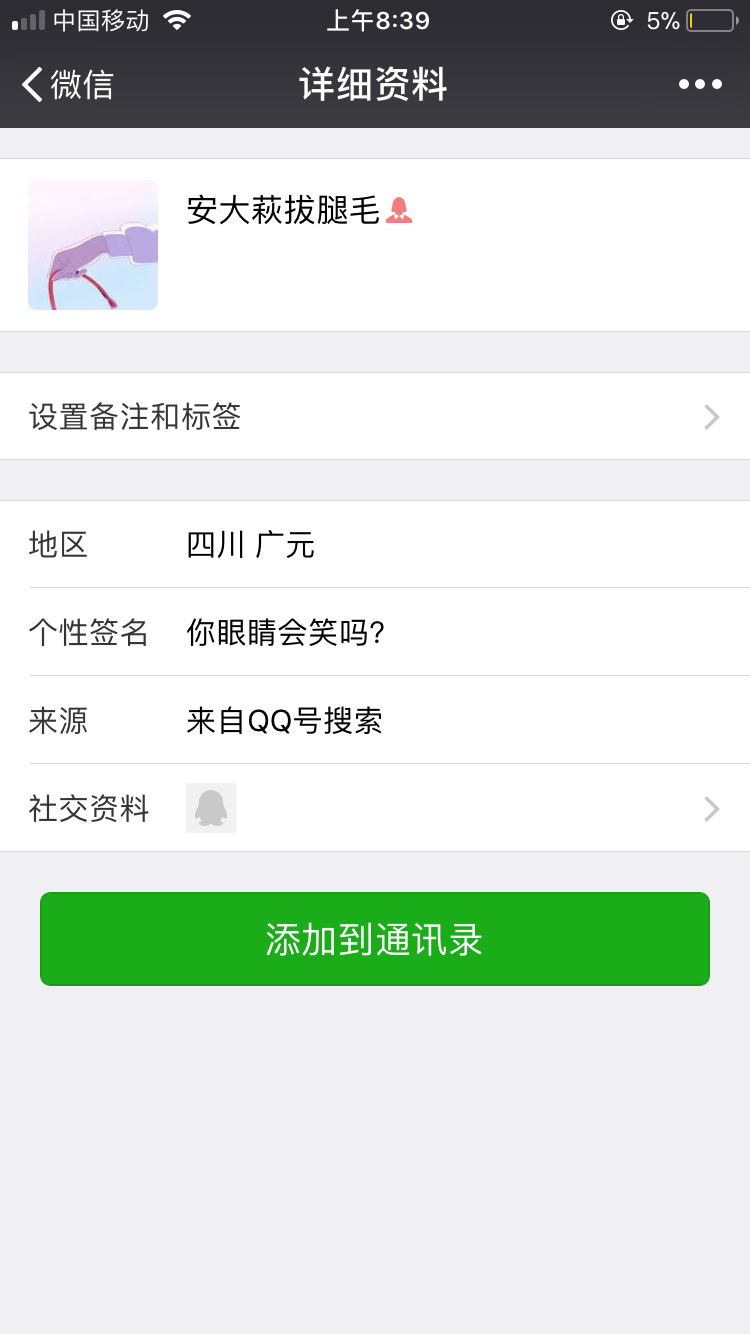 中国移动 上午8:39 5%
微信 详细资料
安大萩拔腿毛
设置备注和标签
地区 四川 广元
个性签名 你眼睛会笑吗?
来源 来自QQ号搜索
社交资料
添加到通讯录